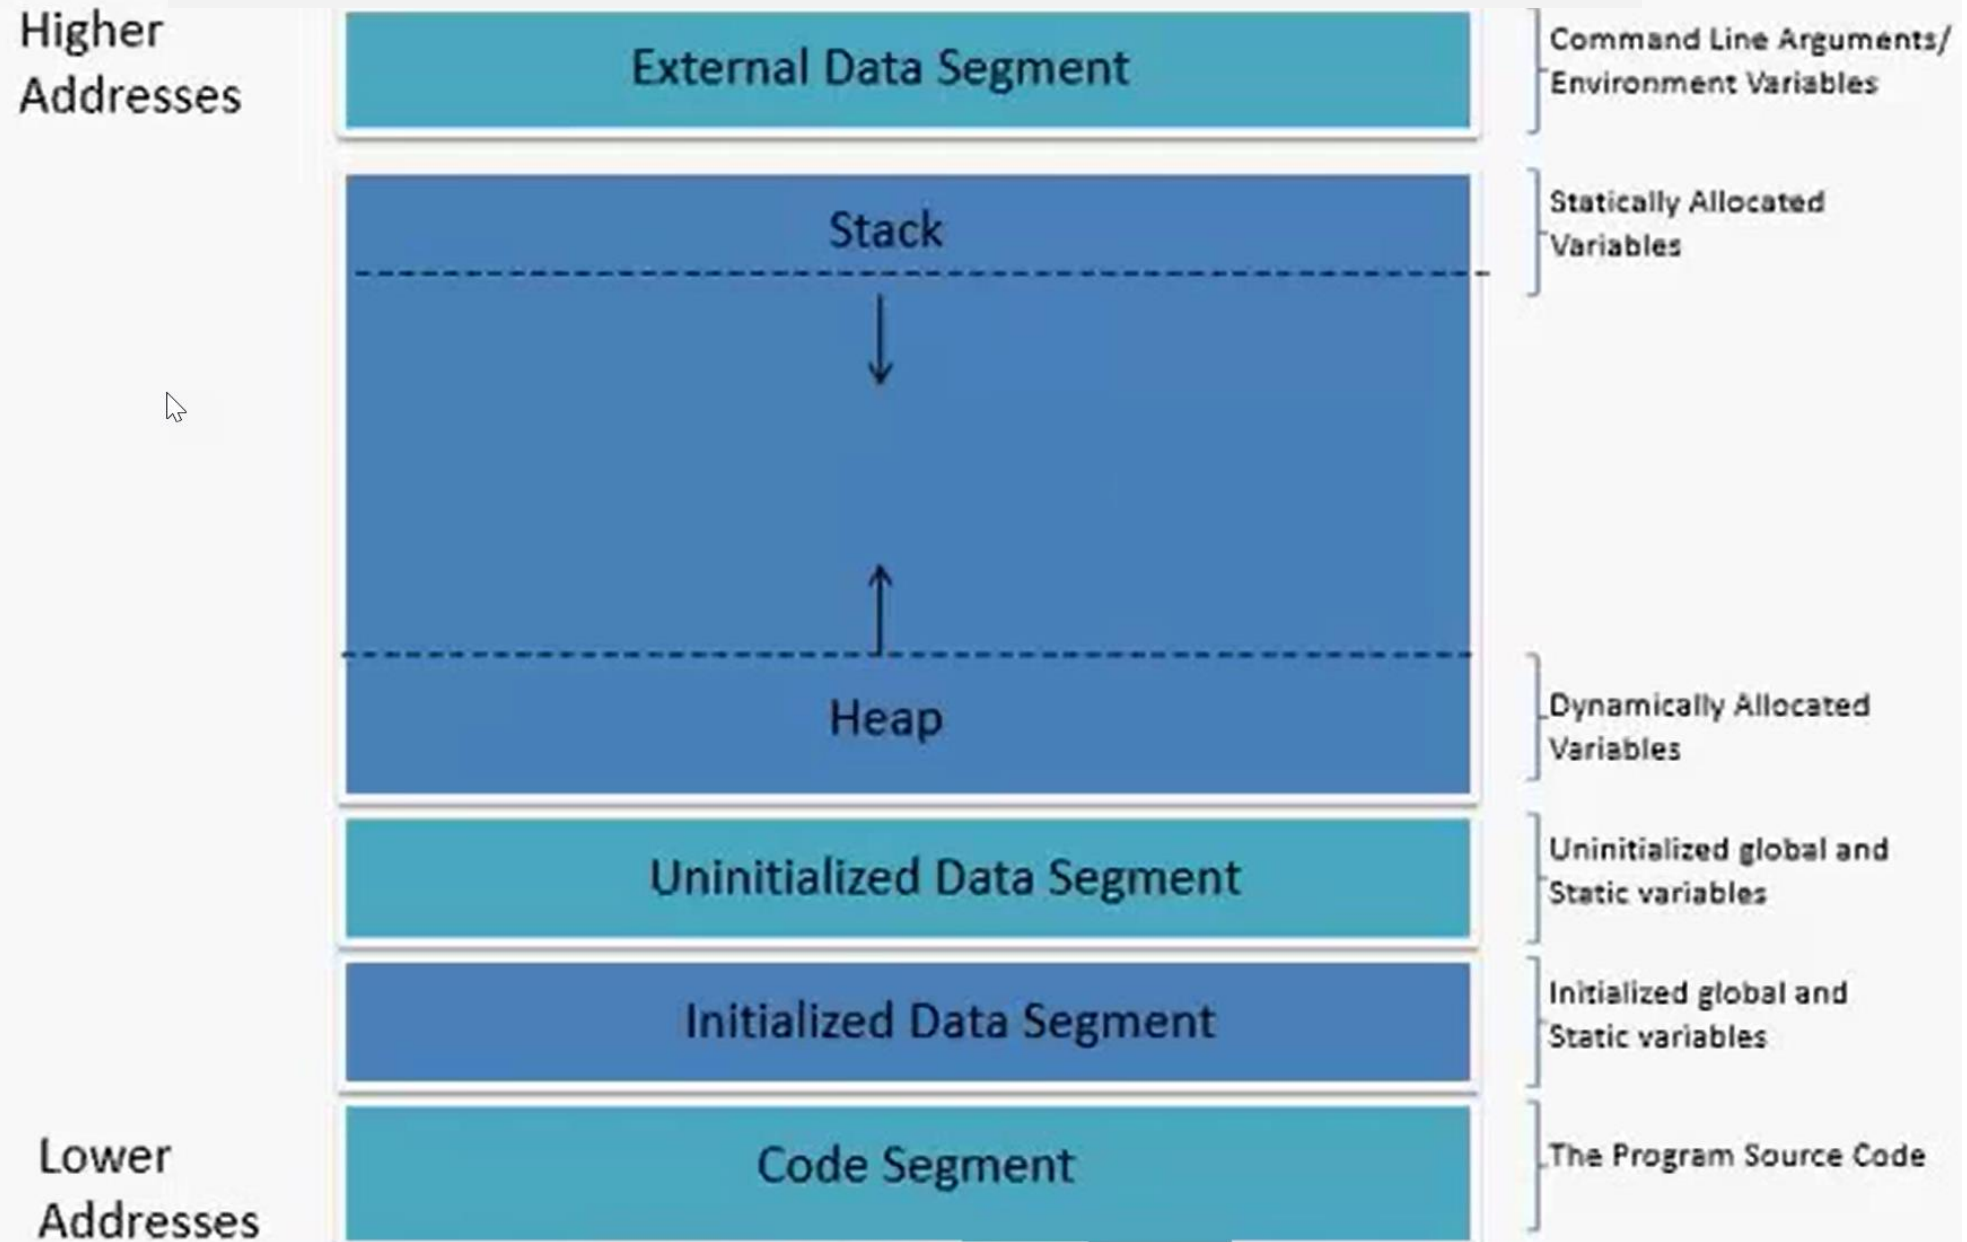 Higher
Addresses
External Data Segment
Command Line Arguments/
Environment Variables
Stack
Statically Allocated
Variables
Heap
Dynamically Allocated
Variables
Uninitialized Data Segment
Uninitialized global and
Static variables
Initialized Data Segment
Initialized global and
Static variables
Lower
Addresses
Code Segment
The Program Source Code